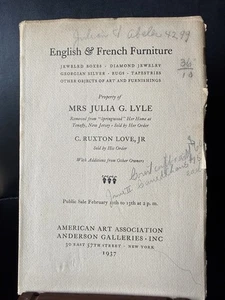 English & French Furniture
JEWELED BOXES · DIAMOND JEWELRY
GEORGIAN SILVER · RUGS · TAPESTRIES
OTHER OBJECTS OF ART AND FURNISHINGS
Property of
MRS JULIA G. LYLE
Removed from "Springwood" Her Home at
Tenafly, New Jersey · Sold by Her Order
C. RUXTON LOVE, JR
Sold by His Order
With Additions from Other Owners
Public Sale February 11th to 13th at 2 p. m.
AMERICAN ART ASSOCIATION
ANDERSON GALLERIES · INC
30 EAST 57TH STREET · NEW YORK
1937